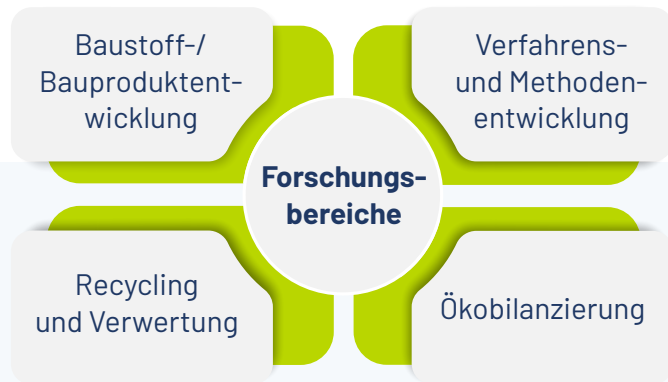 Baustoff-/
Bauproduktent-
wicklung
Verfahrens-
und Methoden-
entwicklung
Forschungs-
bereiche
Recycling
und Verwertung
Ökobilanzierung